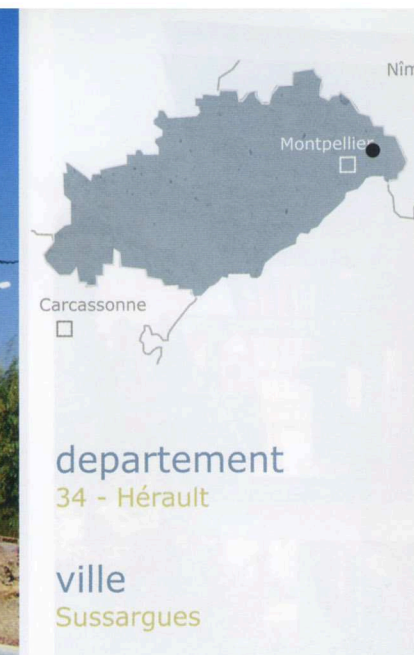 Nîm
Montpellier
Carcassonne
departement
34 - Hérault
ville
Sussargues